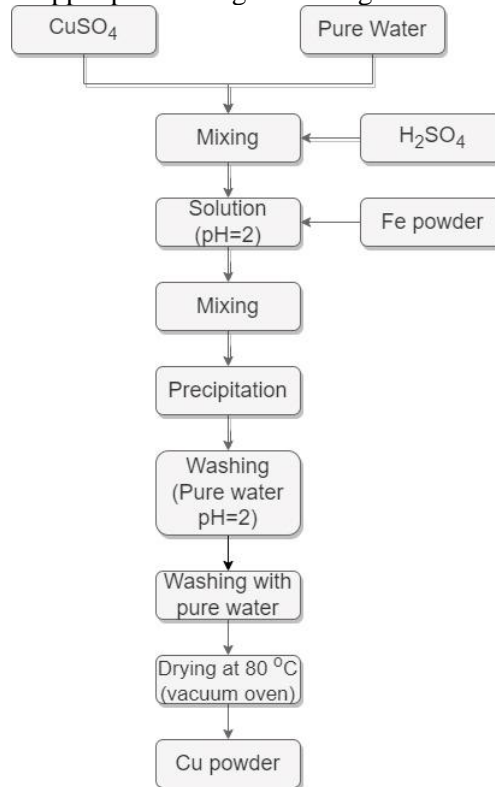 CuSO4
Pure Water
Mixing
H2SO4
Solution
(pH=2)
Fe powder
Mixing
Precipitation
Washing
(Pure water
pH=2)
Washing with
pure water
Drying at 80 °C
(vacuum oven)
Cu powder